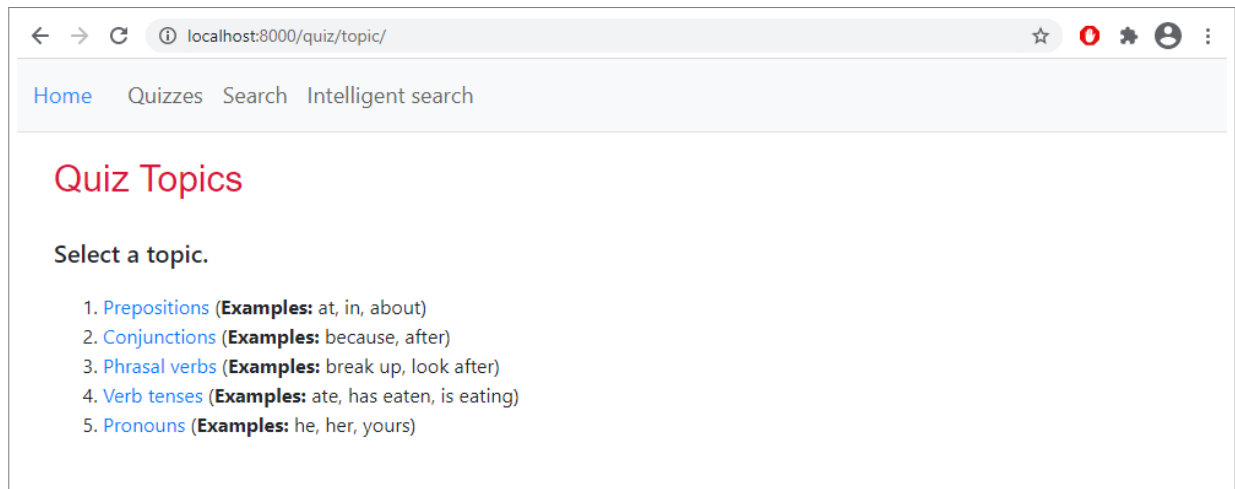 localhost:8000/quiz/topic/
Home Quizzes Search Intelligent search
Quiz Topics
Select a topic.
1. Prepositions (Examples: at, in, about)
2. Conjunctions (Examples: because, after)
3. Phrasal verbs (Examples: break up, look after)
4. Verb tenses (Examples: ate, has eaten, is eating)
5. Pronouns (Examples: he, her, yours)